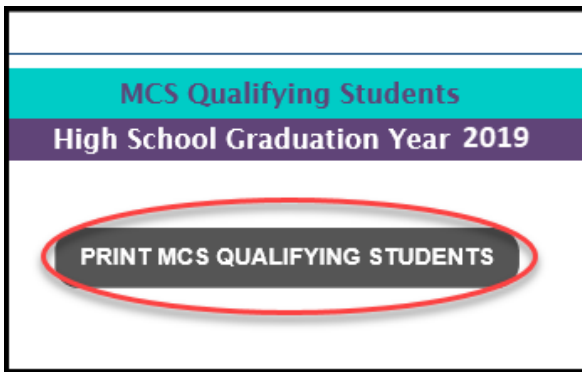 MCS Qualifying Students
High School Graduation Year 2019
PRINT MCS QUALIFYING STUDENTS